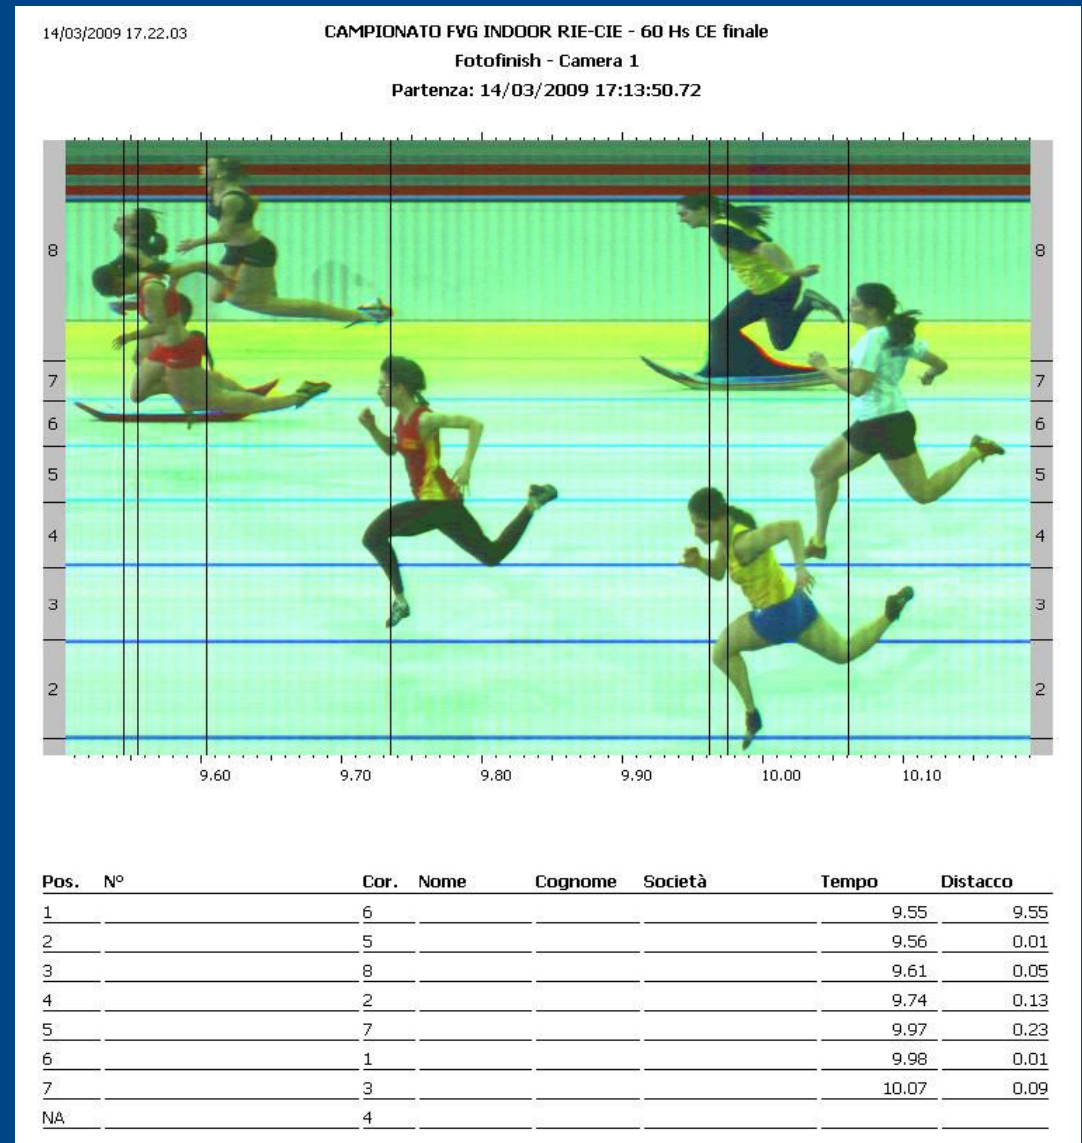 14/03/2009 17.22.03 CAMPIONATO FVG INDOOR RIE-CIE - 60 Hs CE finale
Fotofinish - Camera 1
Partenza: 14/03/2009 17:13:50.72
8 8
7 7
6 6
5 5
4 4
3 3
2 2
9.60 9.70 9.80 9.90 10.00 10.10
Pos. N° Cor. Nome Cognome Società Tempo Distacco
1 6 9.55 9.55
2 5 9.56 0.01
3 8 9.61 0.05
4 2 9.74 0.13
5 7 9.97 0.23
6 1 9.98 0.01
7 3 10.07 0.09
NA 4